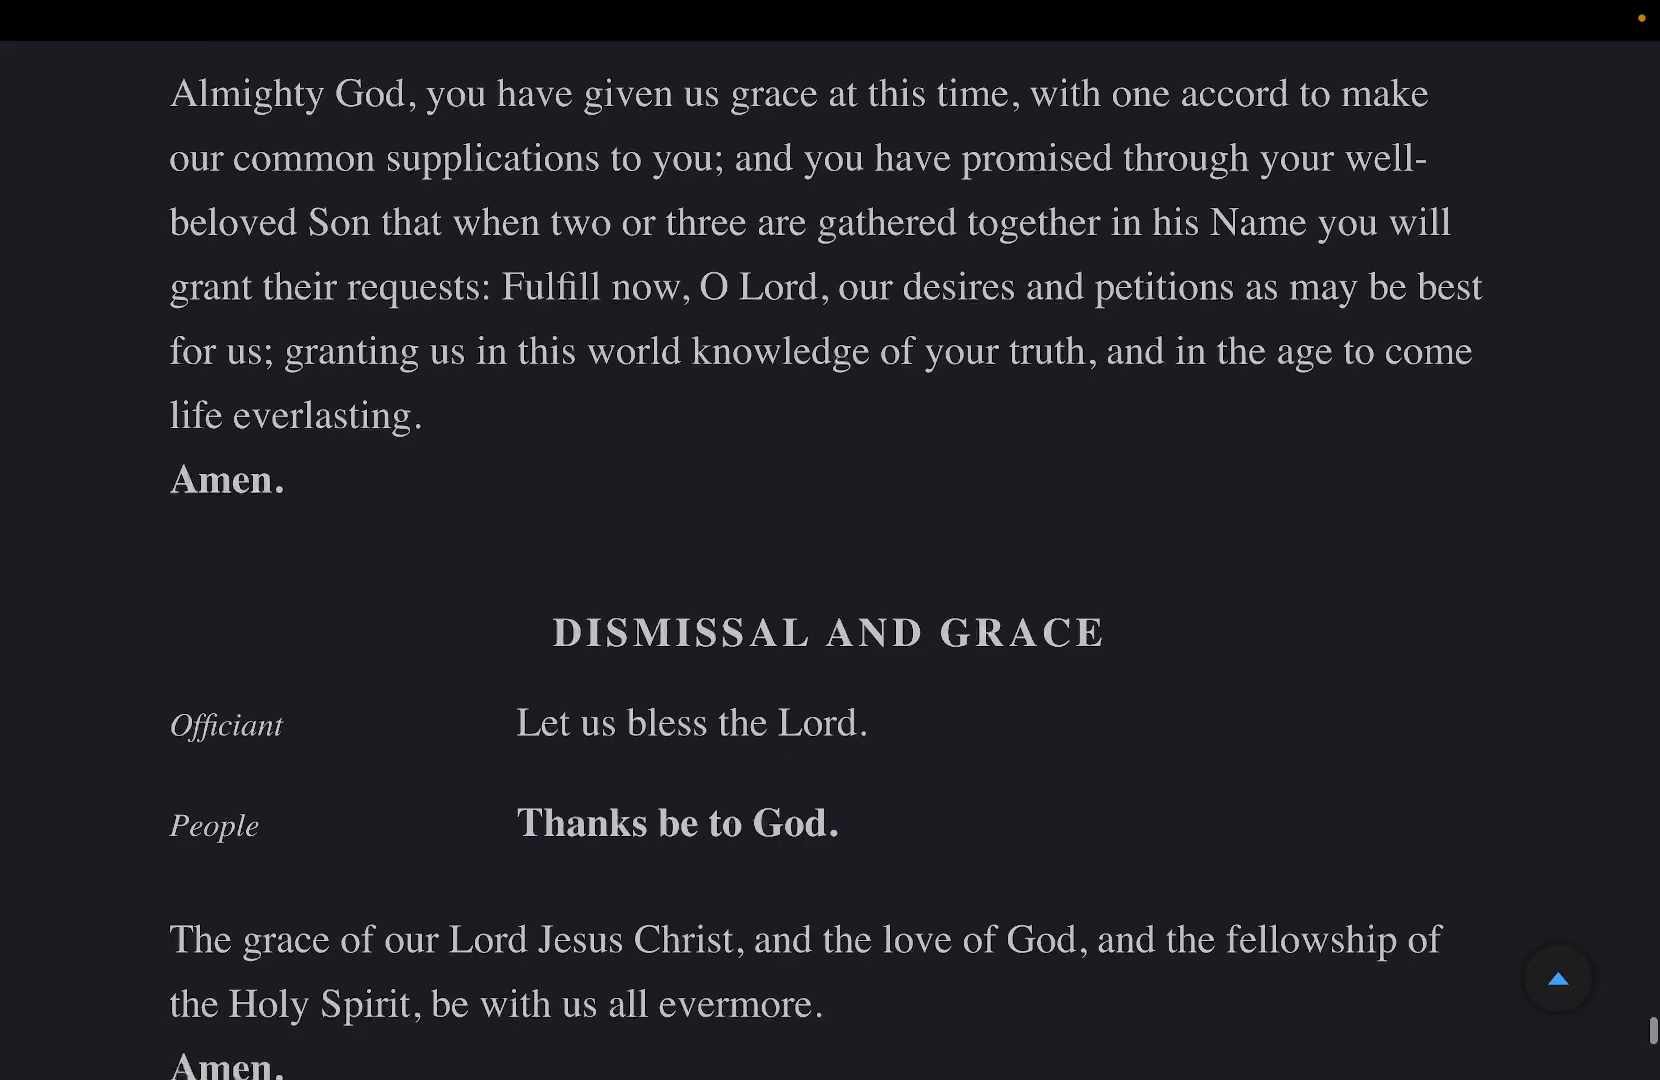 Almighty God, you have given us grace at this time, with one accord to make
our common supplications to you; and you have promised through your well-
beloved Son that when two or three are gathered together in his Name you will
grant their requests: Fulfill now, O Lord, our desires and petitions as may be best
for us; granting us in this world knowledge of your truth, and in the age to come
life everlasting.
Amen.
DISMISSAL AND GRACE
Officiant Let us bless the Lord.
People Thanks be to God.
The grace of our Lord Jesus Christ, and the love of God, and the fellowship of
the Holy Spirit, be with us all evermore.
Amen.